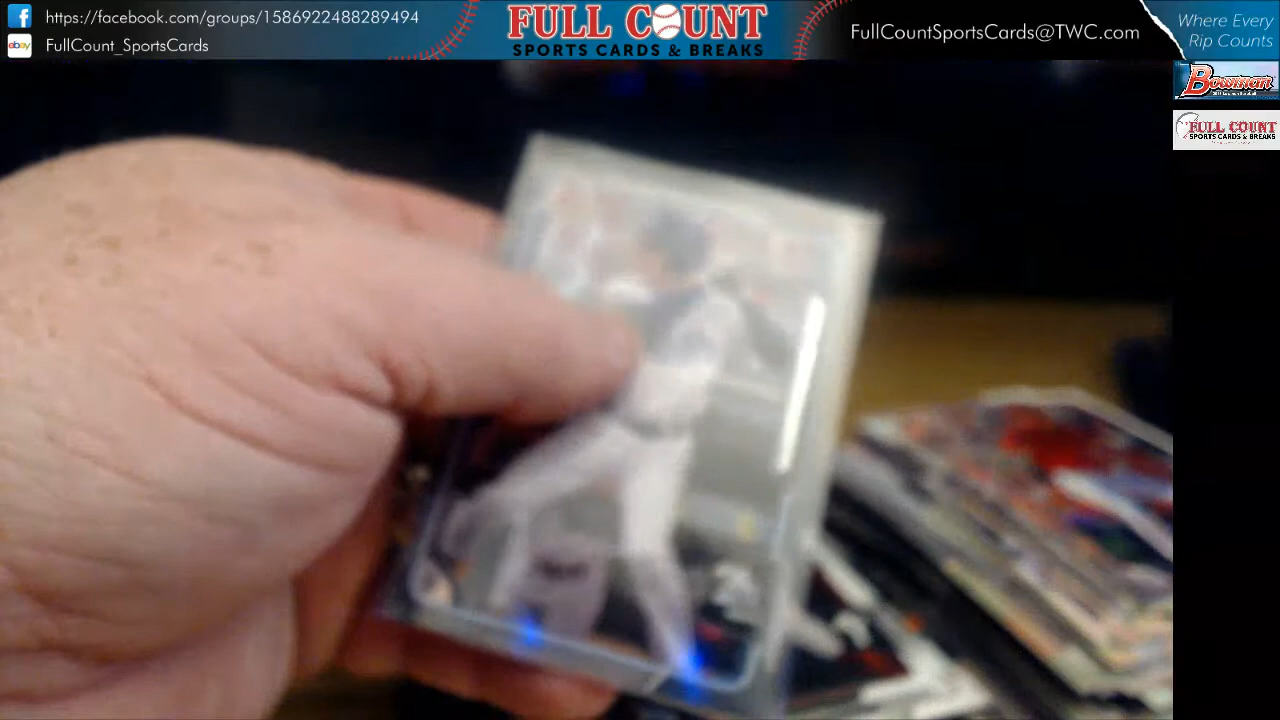 https://facebook.com/groups/1586922488289494
ebay
FullCount_SportsCards
FULL COUNT
SPORTS CARDS & BREAKS
FullCountSportsCards@TWC.com
Where Every
Rip Counts
Bowman
FULL COUNT
SPORTS CARDS & BREAKS